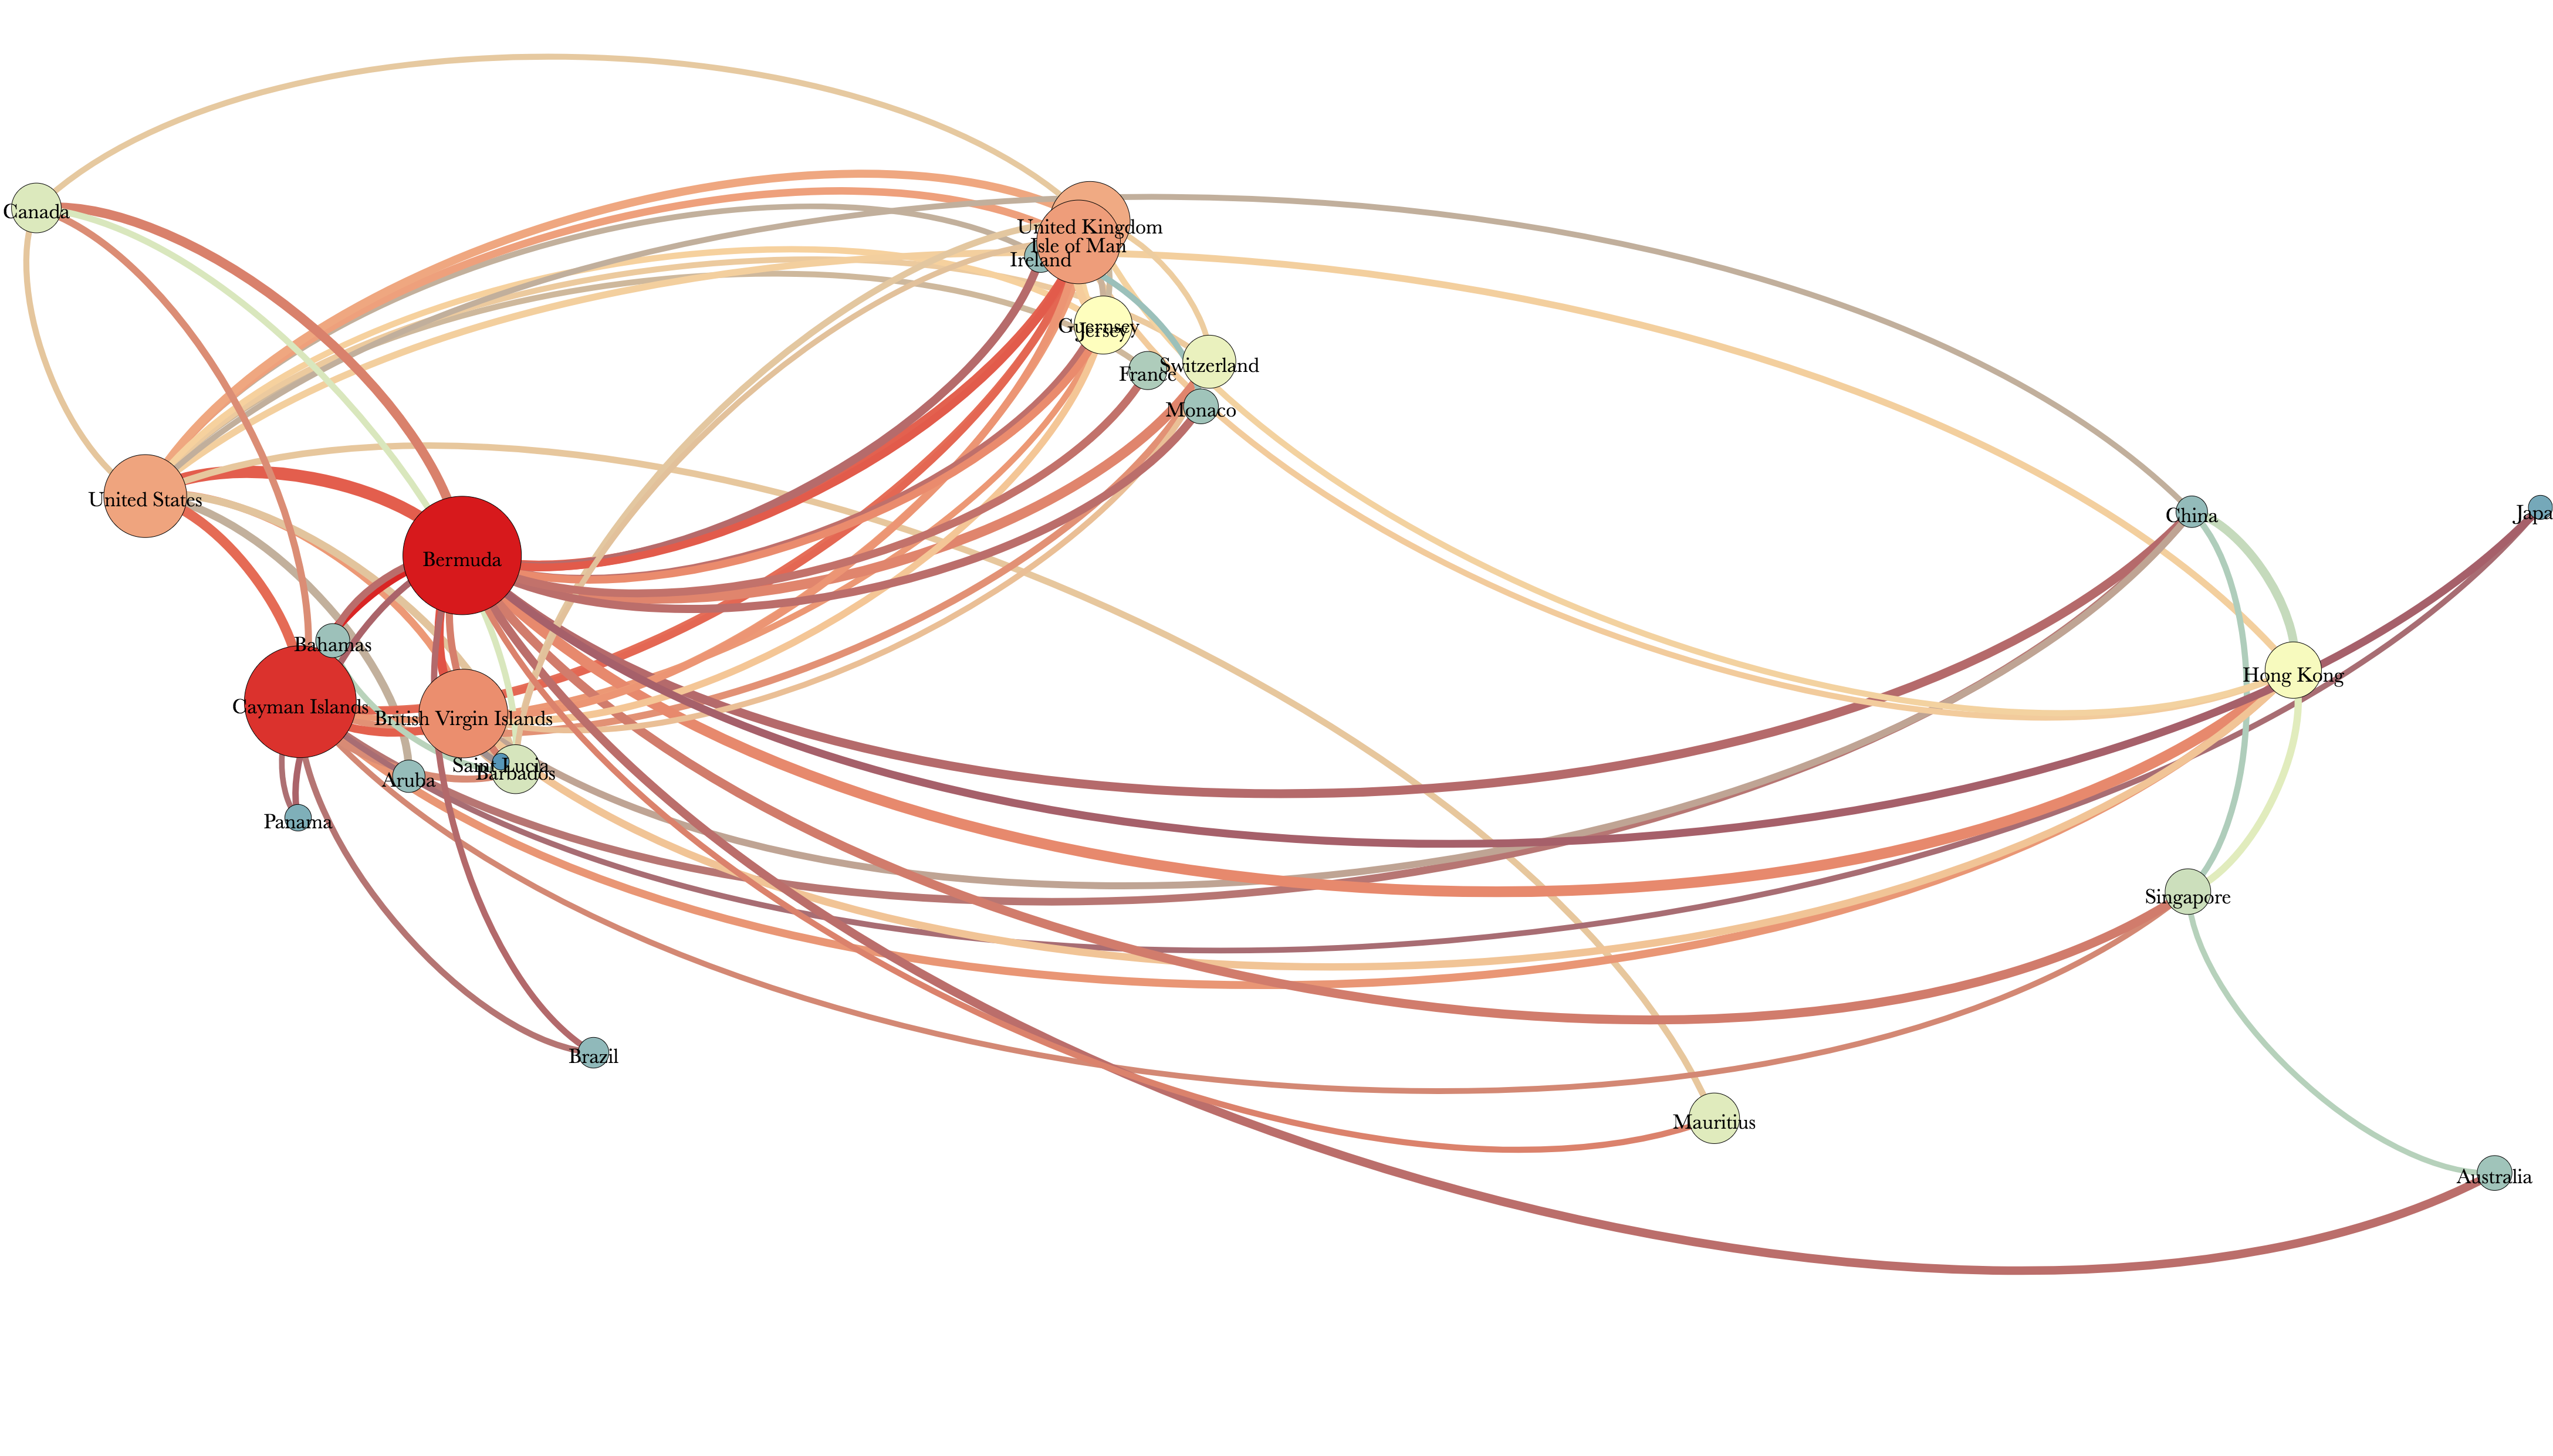 Canada
United Kingdom
Isle of Man
Ireland
Guernsey
Jersey
Switzerland
France
Monaco
United States
China
Japa
Bermuda
Bahamas
Hong Kong
Cayman Islands
British Virgin Islands
Saint Lucia
Barbados
Aruba
Panama
Singapore
Brazil
Mauritius
Australia